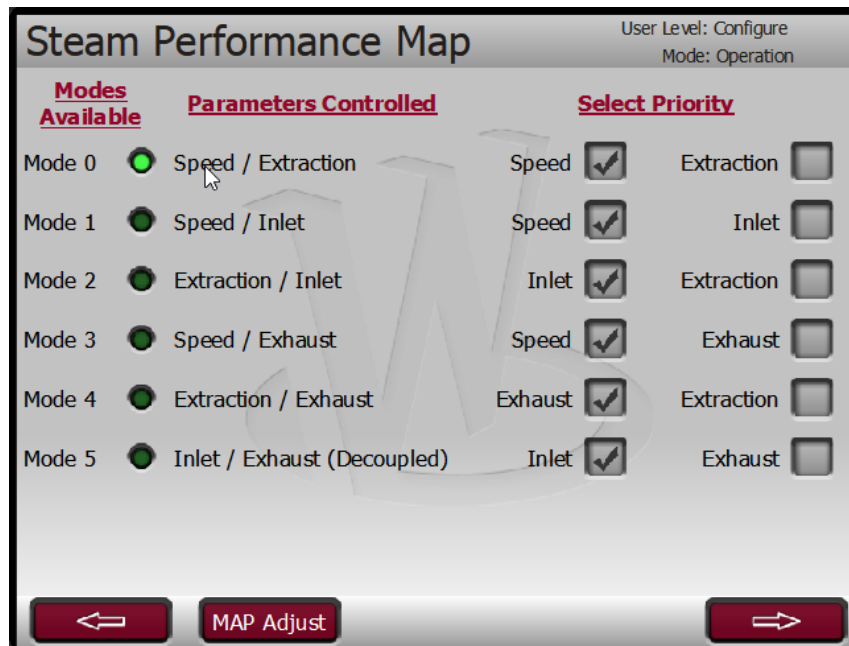 Steam Performance Map
User Level: Configure
Mode: Operation
Modes Available
Parameters Controlled
Select Priority
Mode 0 Speed / Extraction Speed Extraction
Mode 1 Speed / Inlet Speed Inlet
Mode 2 Extraction / Inlet Inlet Extraction
Mode 3 Speed / Exhaust Speed Exhaust
Mode 4 Extraction / Exhaust Exhaust Extraction
Mode 5 Inlet / Exhaust (Decoupled) Inlet Exhaust
MAP Adjust